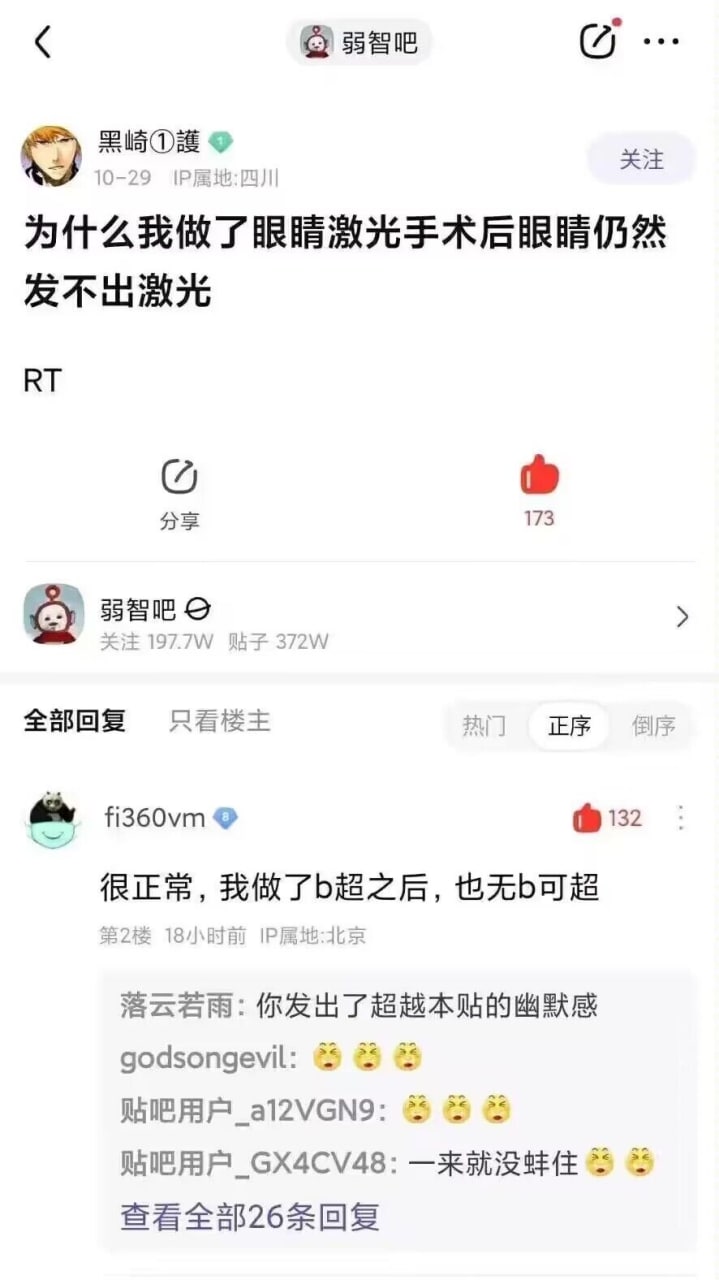 弱智吧
黑崎①護 1
10-29 IP属地:四川
关注
为什么我做了眼睛激光手术后眼睛仍然
发不出激光
RT
分享
173
弱智吧
关注 197.7W 贴子 372W
全部回复 只看楼主 热门 正序 倒序
fi360vm 8 132
很正常，我做了b超之后，也无b可超
第2楼 18小时前 IP属地:北京
落云若雨：你发出了超越本贴的幽默感
godsongevil：
贴吧用户_a12VGN9：
贴吧用户_GX4CV48：一来就没蚌住
查看全部26条回复